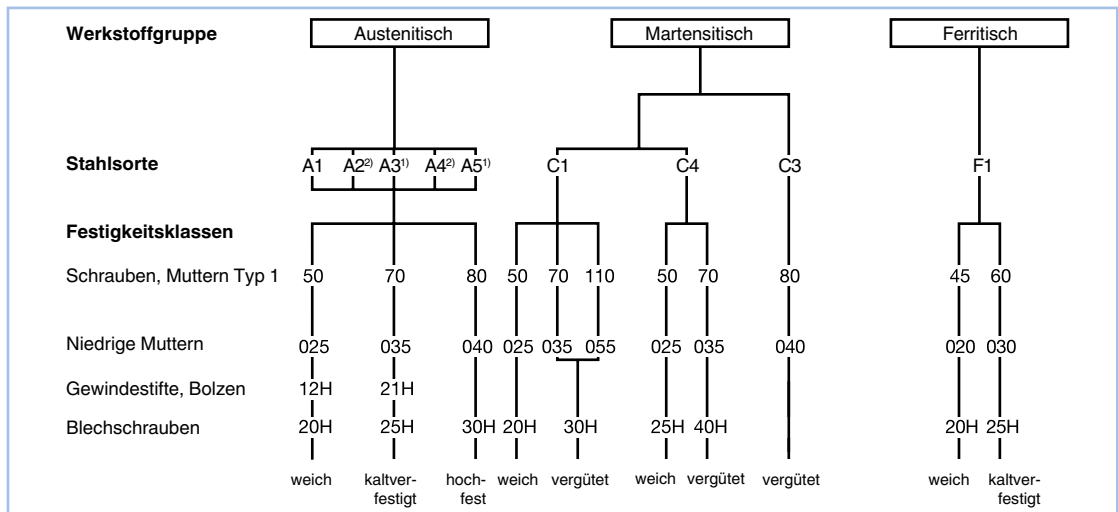 Werkstoffgruppe Austenitisch Martensitisch Ferritisch
Stahlsorte A1 A2²⁾ A3¹⁾ A4²⁾ A5¹⁾ C1 C4 C3 F1
Festigkeitsklassen
Schrauben, Muttern Typ 1 50 70 80 50 70 110 50 70 80 45 60
Niedrige Muttern 025 035 040 025 035 055 025 035 040 020 030
Gewindestifte, Bolzen 12H 21H
Blechschrauben 20H 25H 30H 20H 30H 25H 40H 20H 25H
weich kaltver- hoch- weich vergütet weich vergütet vergütet weich kaltver-
festigt fest festigt